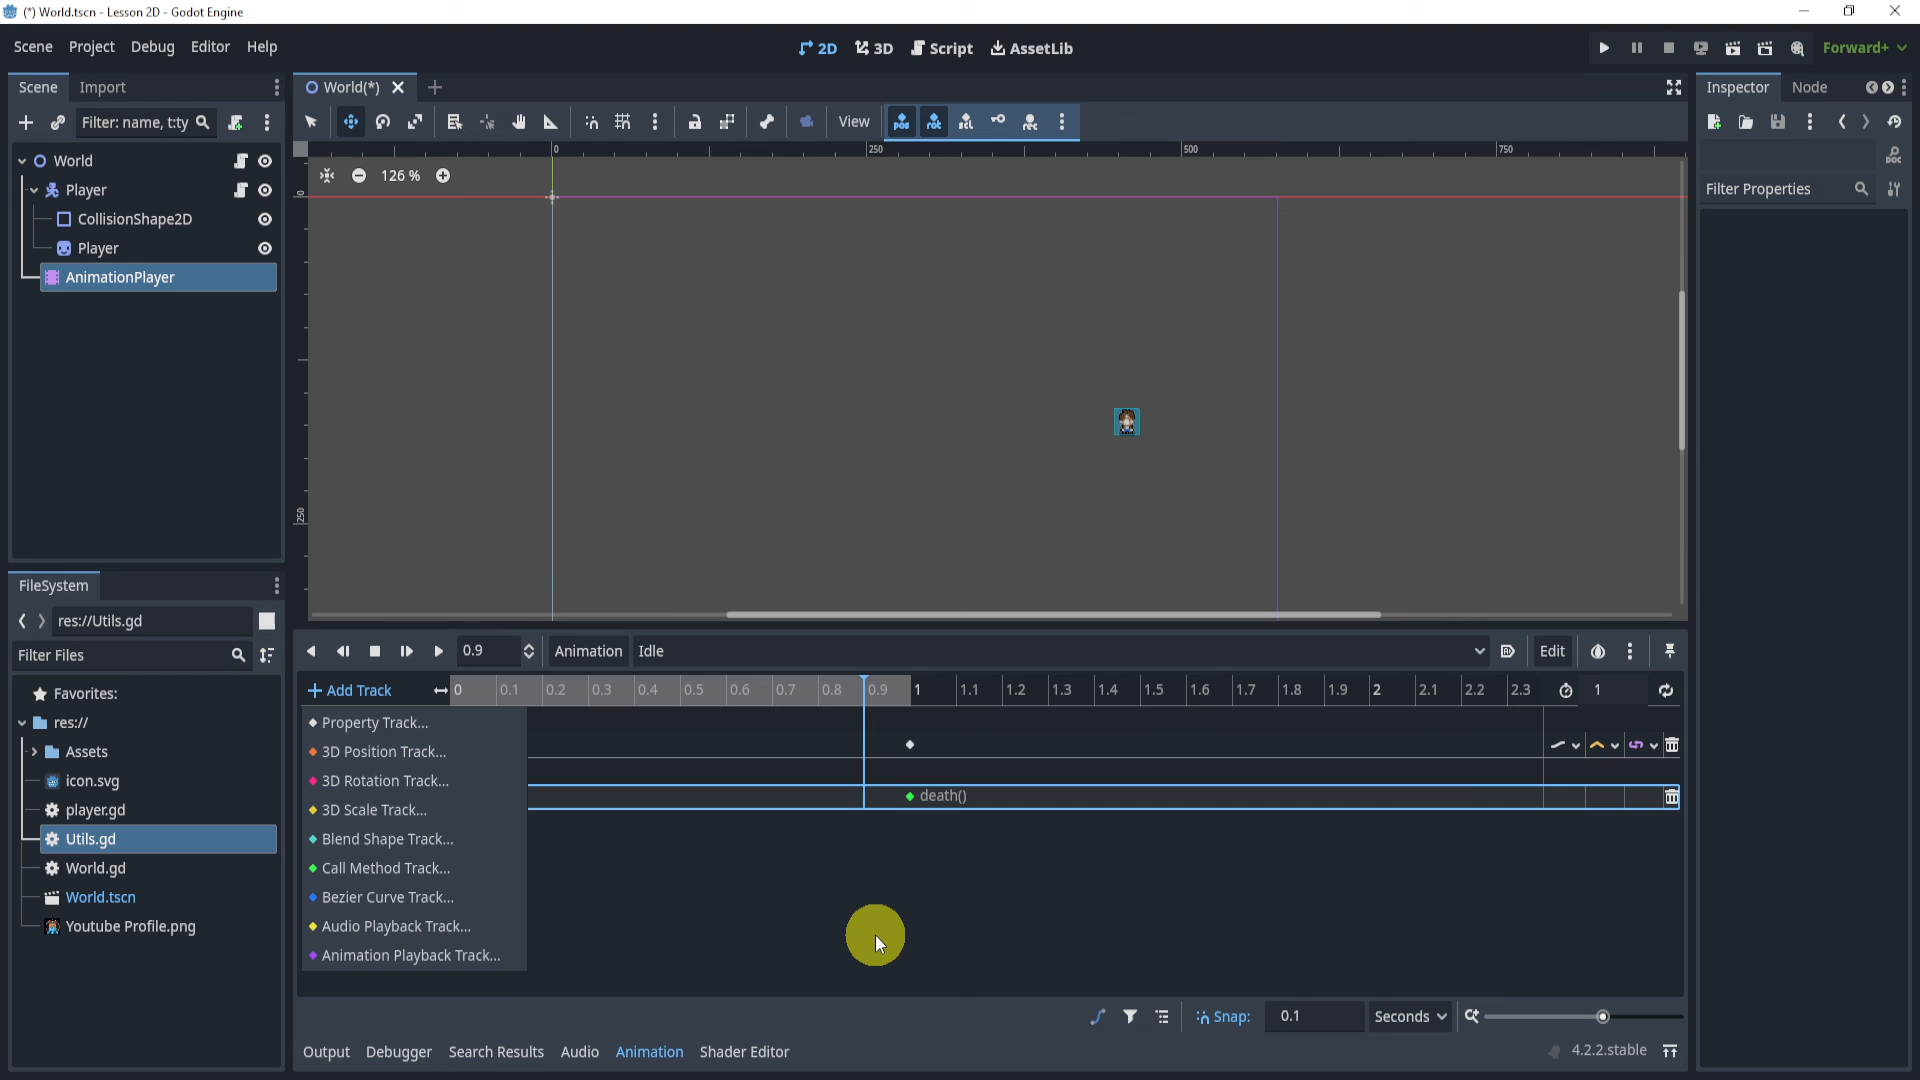 (*) World.tscn - Lesson 2D - Godot Engine
Scene Project Debug Editor Help
2D 3D Script AssetLib
Forward+
Scene Import
World(*)
Inspector Node
Filter: name, t:ty
View
pos rot scl rec
DOC
Filter Properties
World
Player
CollisionShape2D
Player
AnimationPlayer
0 250 500 750
126 %
0
250
FileSystem
res://Utils.gd
Filter Files
Favorites:
res://
Assets
icon.svg
player.gd
Utils.gd
World.gd
World.tscn
Youtube Profile.png
0.9 Animation Idle Edit
Add Track 0 0.1 0.2 0.3 0.4 0.5 0.6 0.7 0.8 0.9 1 1.1 1.2 1.3 1.4 1.5 1.6 1.7 1.8 1.9 2 2.1 2.2 2.3 1
Property Track...
3D Position Track...
3D Rotation Track...
3D Scale Track...
Blend Shape Track...
Call Method Track...
Bezier Curve Track...
Audio Playback Track...
Animation Playback Track...
death()
Snap: 0.1 Seconds
Output Debugger Search Results Audio Animation Shader Editor
4.2.2.stable